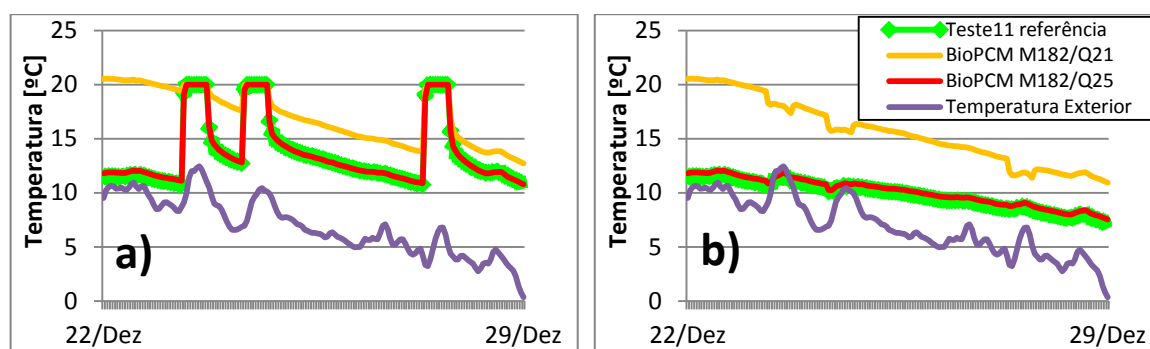 Temperatura [ºC]
25
20
15
10
5
0
a)
22/Dez
29/Dez
Temperatura [ºC]
25
20
15
10
5
0
b)
22/Dez
29/Dez
Teste11 referência
BioPCM M182/Q21
BioPCM M182/Q25
Temperatura Exterior